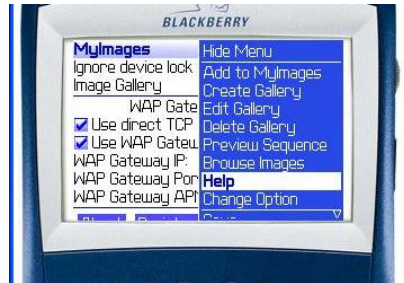 BLACKBERRY
MyImages
Ignore device lock
Image Gallery
WAP Gate
Use direct TCP
Use WAP Gatew
WAP Gateway IP:
WAP Gateway Por
WAP Gateway APN
Hide Menu
Add to MyImages
Create Gallery
Edit Gallery
Delete Gallery
Preview Sequence
Browse Images
Help
Change Option